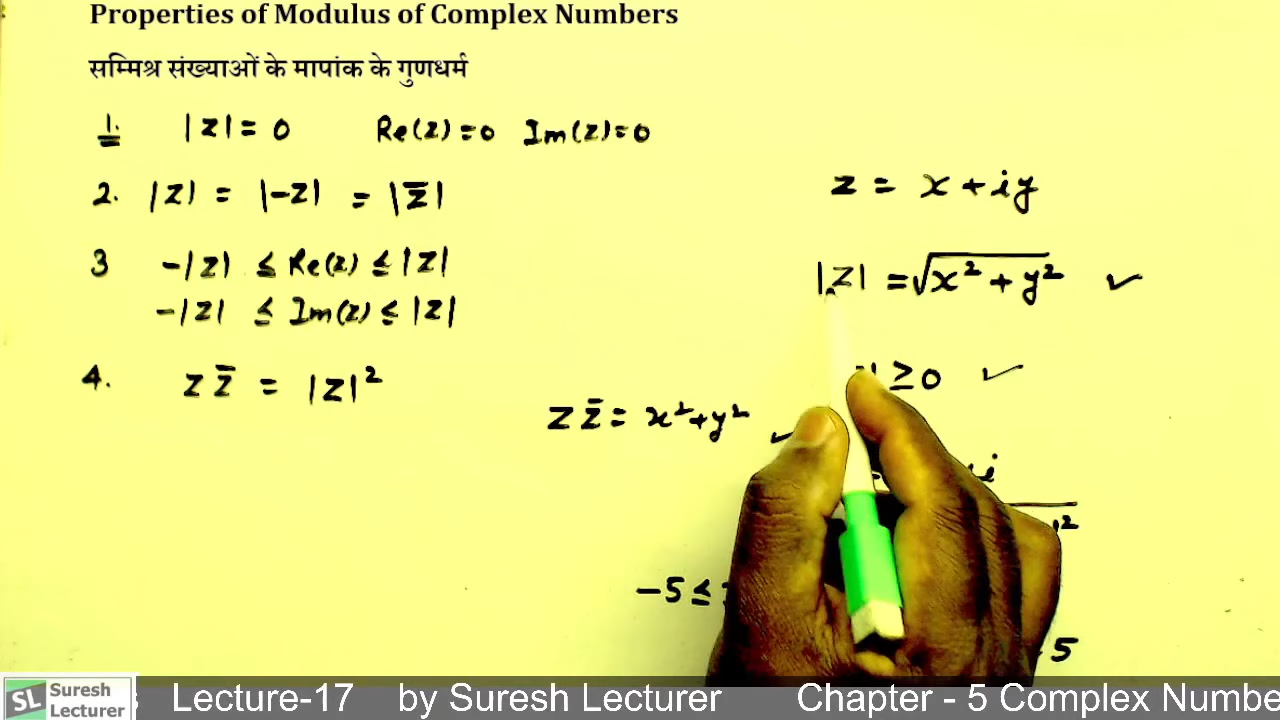 Properties of Modulus of Complex Numbers
सम्मिश्र संख्याओं के मापांक के गुणधर्म
1. |z| = 0 Re(z)=0 Im(z)=0
2. |z| = |-z| = |z̄|
3 -|z| ≤ Re(z) ≤ |z|
-|z| ≤ Im(z) ≤ |z|
4. z z̄ = |z|²
z = x + iy
|z| = √x² + y² ✓
≥ 0 ✓
z z̄ = x² + y²
i
2
-5 ≤
5
SL Suresh Lecturer
Lecture-17 by Suresh Lecturer Chapter - 5 Complex Numbe